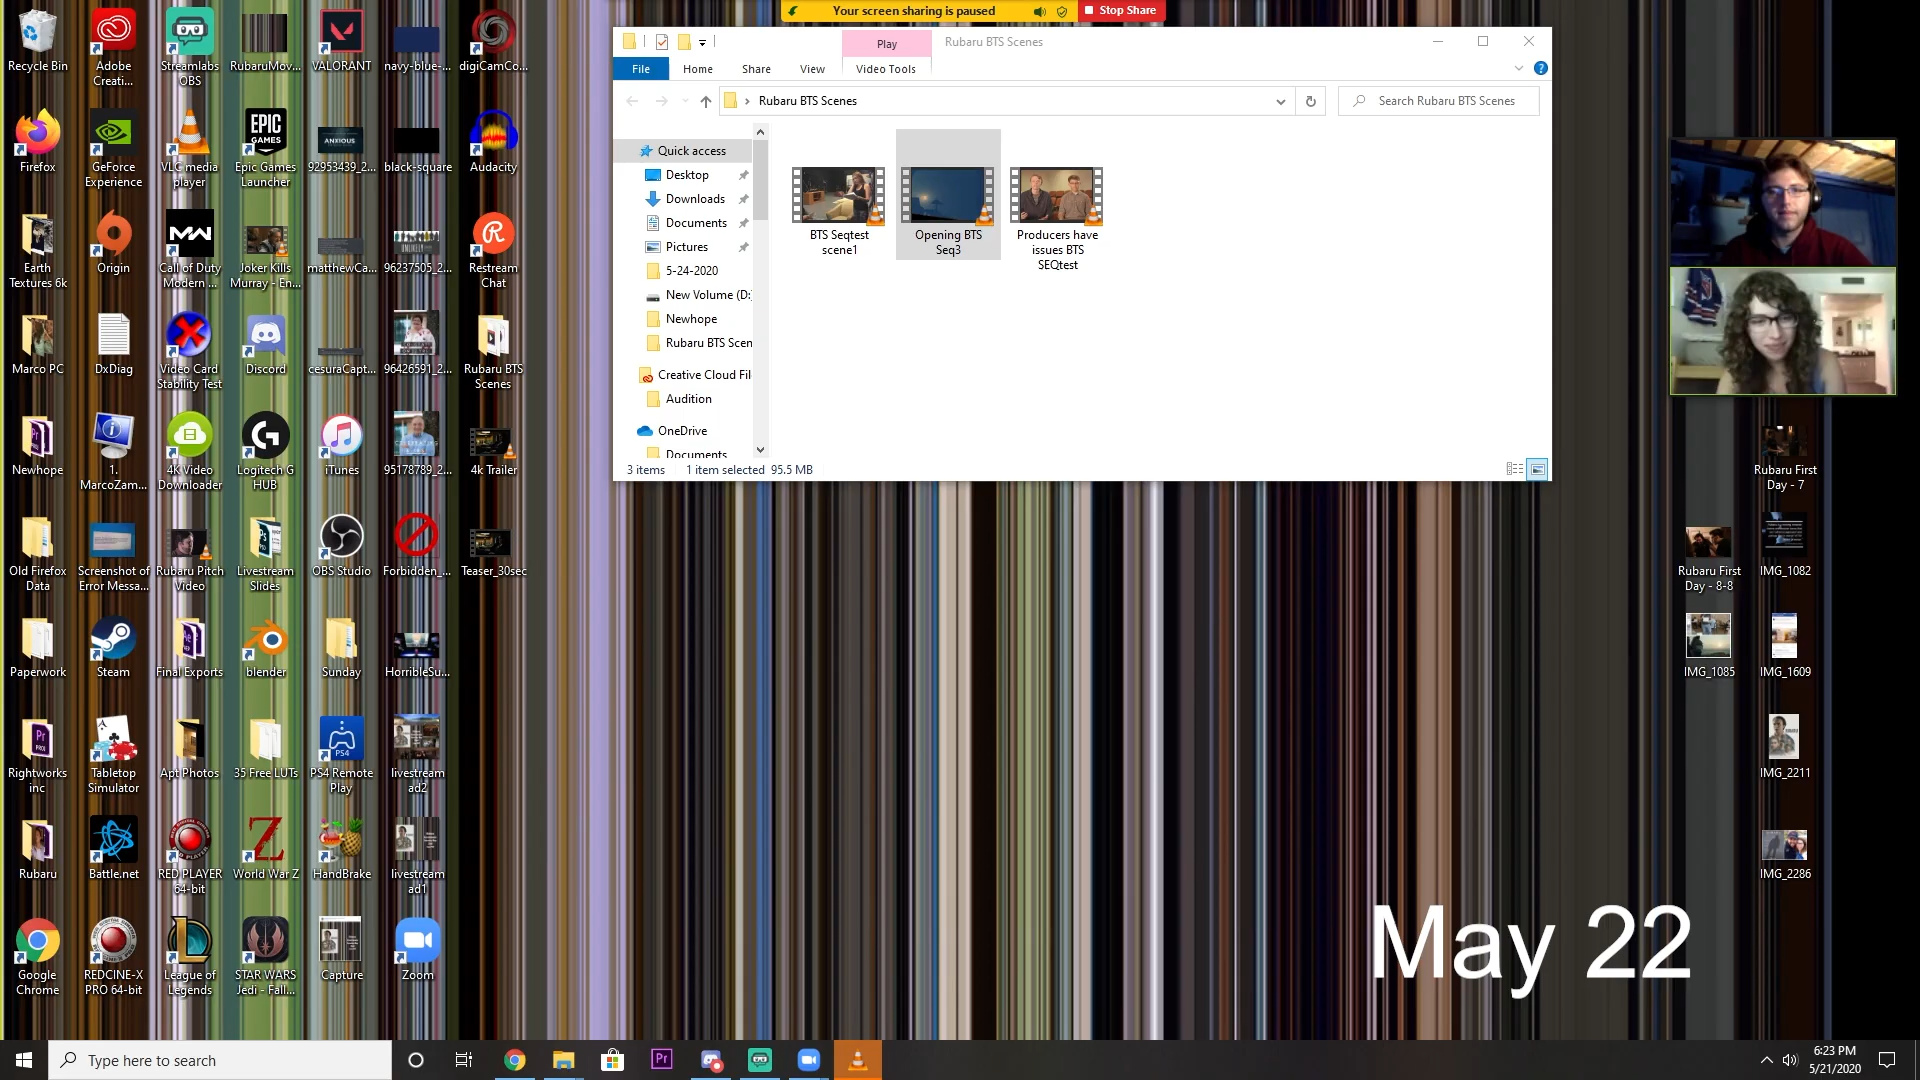 Your screen sharing is paused
Stop Share
Play
Rubaru BTS Scenes
File
Home
Share
View
Video Tools
Rubaru BTS Scenes
Search Rubaru BTS Scenes
Quick access
Desktop
Downloads
Documents
Pictures
5-24-2020
New Volume (D:)
Newhope
Rubaru BTS Scen
Creative Cloud Fil
Audition
OneDrive
Documents
BTS Seqtest
scene1
Opening BTS
Seq3
Producers have
issues BTS
SEQtest
3 items
1 item selected 95.5 MB
Recycle Bin
Adobe
Creati...
Streamlabs
OBS
RubaruMov...
VALORANT
navy-blue-...
digiCamCo...
Firefox
GeForce
Experience
VLC media
player
EPIC
GAMES
Epic Games
Launcher
ANXIOUS
92953439_2...
black-square
Audacity
Earth
Textures 6k
Origin
Call of Duty
Modern ...
Joker Kills
Murray - En...
matthewCa...
96237505_2...
Restream
Chat
Marco PC
DxDiag
Video Card
Stability Test
Discord
cesuraCapt...
96426591_2...
Rubaru BTS
Scenes
Newhope
1.
MarcoZam...
4K Video
Downloader
Logitech G
HUB
iTunes
95178789_2...
4k Trailer
Old Firefox
Data
Screenshot of
Error Messa...
Rubaru Pitch
Video
Livestream
Slides
OBS Studio
Forbidden_...
Teaser_30sec
Paperwork
Steam
Final Exports
blender
Sunday
HorribleSu...
Rightworks
inc
Tabletop
Simulator
Apt Photos
35 Free LUTs
PS4
PS4 Remote
Play
livestream
ad2
Rubaru
Battle.net
RED PLAYER
64-bit
World War Z
HandBrake
livestream
ad1
Google
Chrome
REDCINE-X
PRO 64-bit
League of
Legends
STAR WARS
Jedi - Fall...
Capture
Zoom
Rubaru First
Day - 7
Rubaru First
Day - 8-8
IMG_1082
IMG_1085
IMG_1609
IMG_2211
IMG_2286
May 22
Type here to search
Pr
6:23 PM
5/21/2020